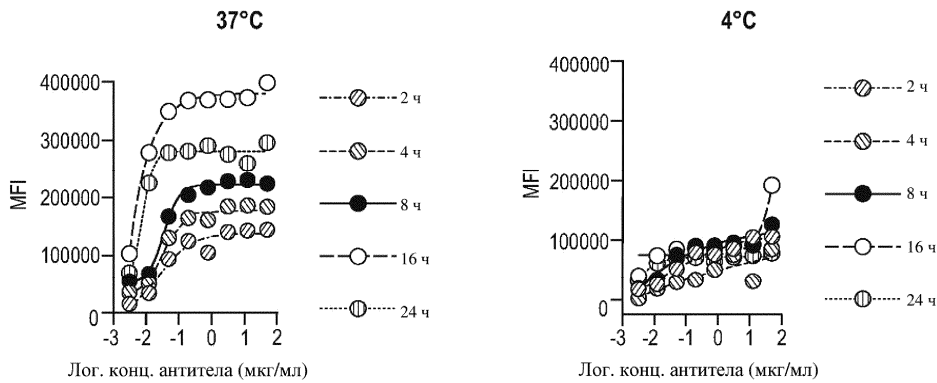 37°C
4°C
MFI
400000
300000
200000
100000
0
-3 -2 -1 0 1 2
Лог. конц. антитела (мкг/мл)
2 ч
4 ч
8 ч
16 ч
24 ч
MFI
400000
300000
200000
100000
0
-3 -2 -1 0 1 2
Лог. конц. антитела (мкг/мл)
2 ч
4 ч
8 ч
16 ч
24 ч